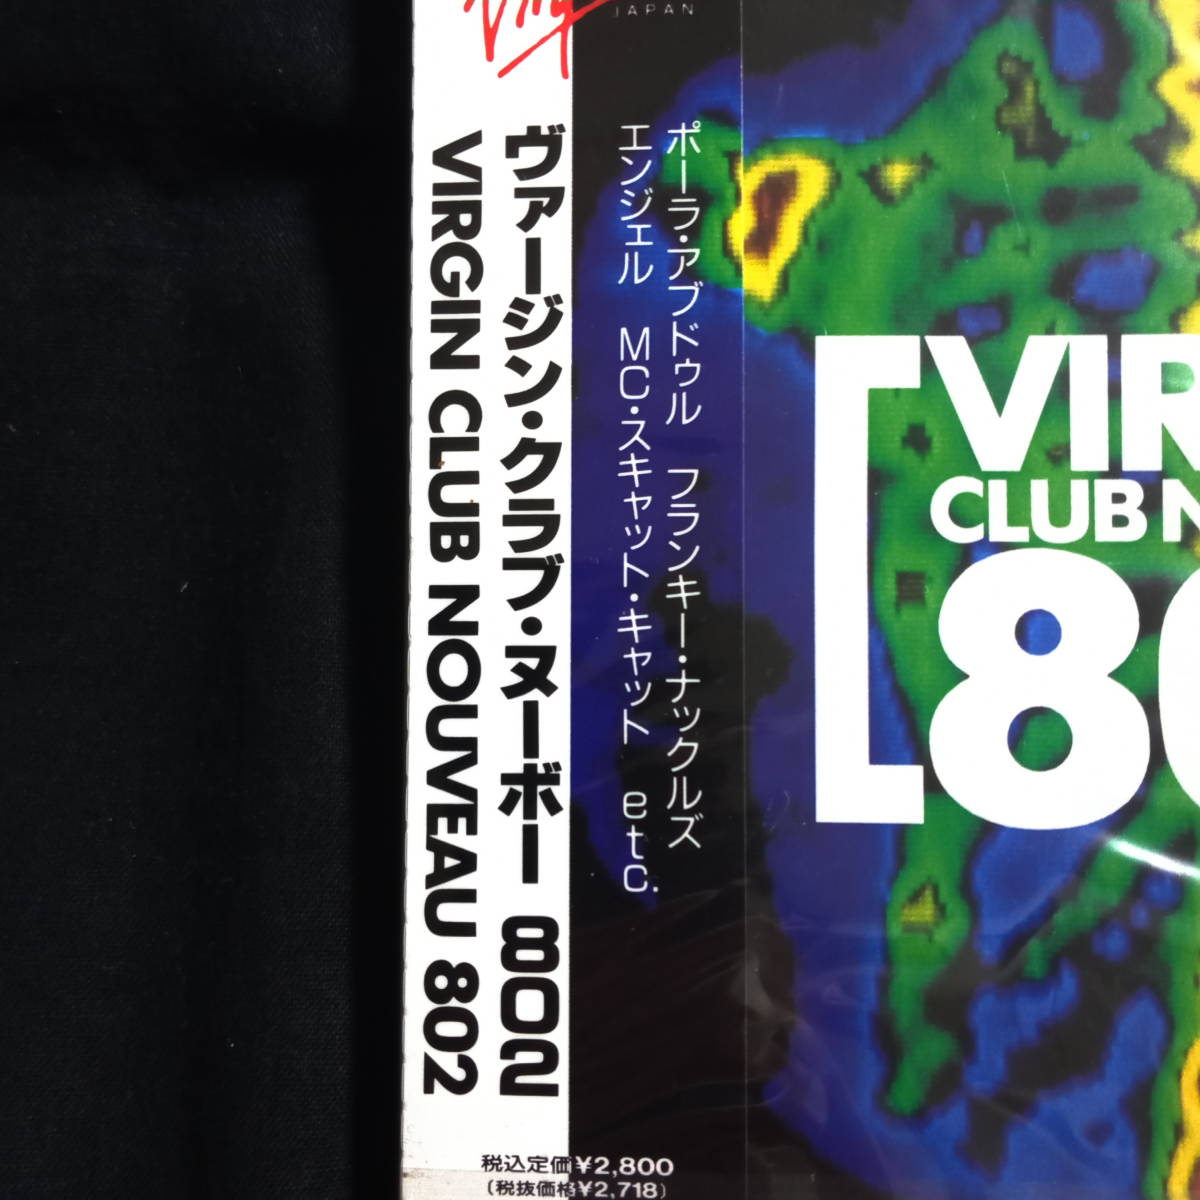 Virgin
JAPAN
ポーラ・アブドゥル フランキー・ナックルズ
エンジェル MC・スキャット・キャット etc.
ヴァージン・クラブ・ヌーボー 802
VIRGIN CLUB NOUVEAU 802
税込定価¥2,800
(税抜価格¥2,718)
[VIR
CLUB N
80